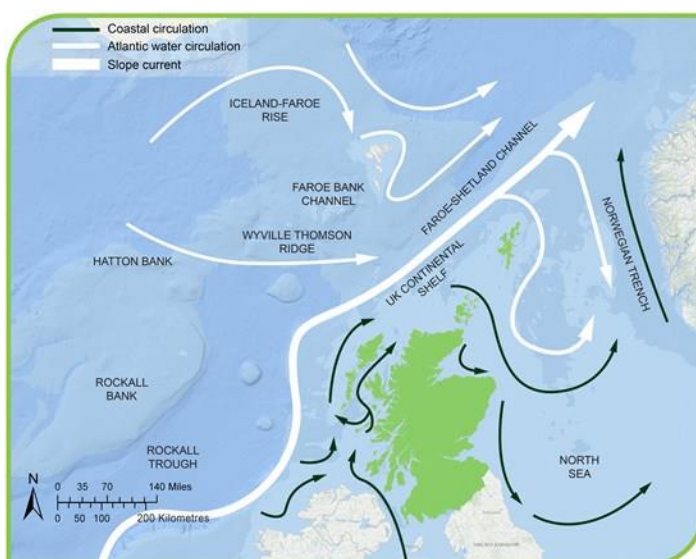 Coastal circulation
Atlantic water circulation
Slope current
ICELAND-FAROE
RISE
FAROE BANK
CHANNEL
FAROE-SHETLAND CHANNEL
WYVILLE THOMSON
RIDGE
HATTON BANK
UK CONTINENTAL
SHELF
NORWEGIAN TRENCH
ROCKALL
BANK
ROCKALL
TROUGH
NORTH
SEA
N
0 35 70 140 Miles
0 50 100 200 Kilometres